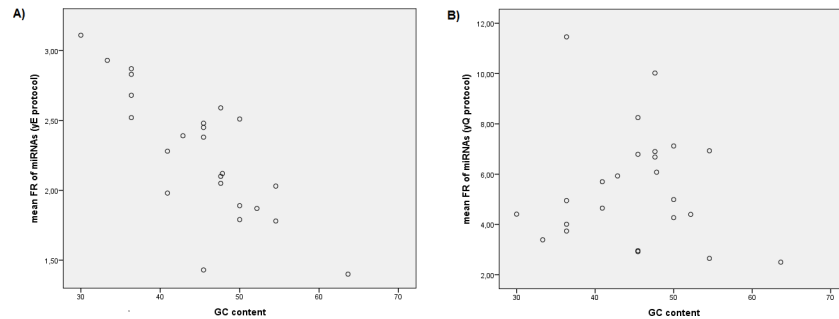 A)
mean FR of miRNAs (yE protocol)
3,00
2,50
2,00
1,50
30 40 50 60 70
GC content
B)
mean FR of miRNAs (yQ protocol)
12,00
10,00
8,00
6,00
4,00
2,00
30 40 50 60 70
GC content